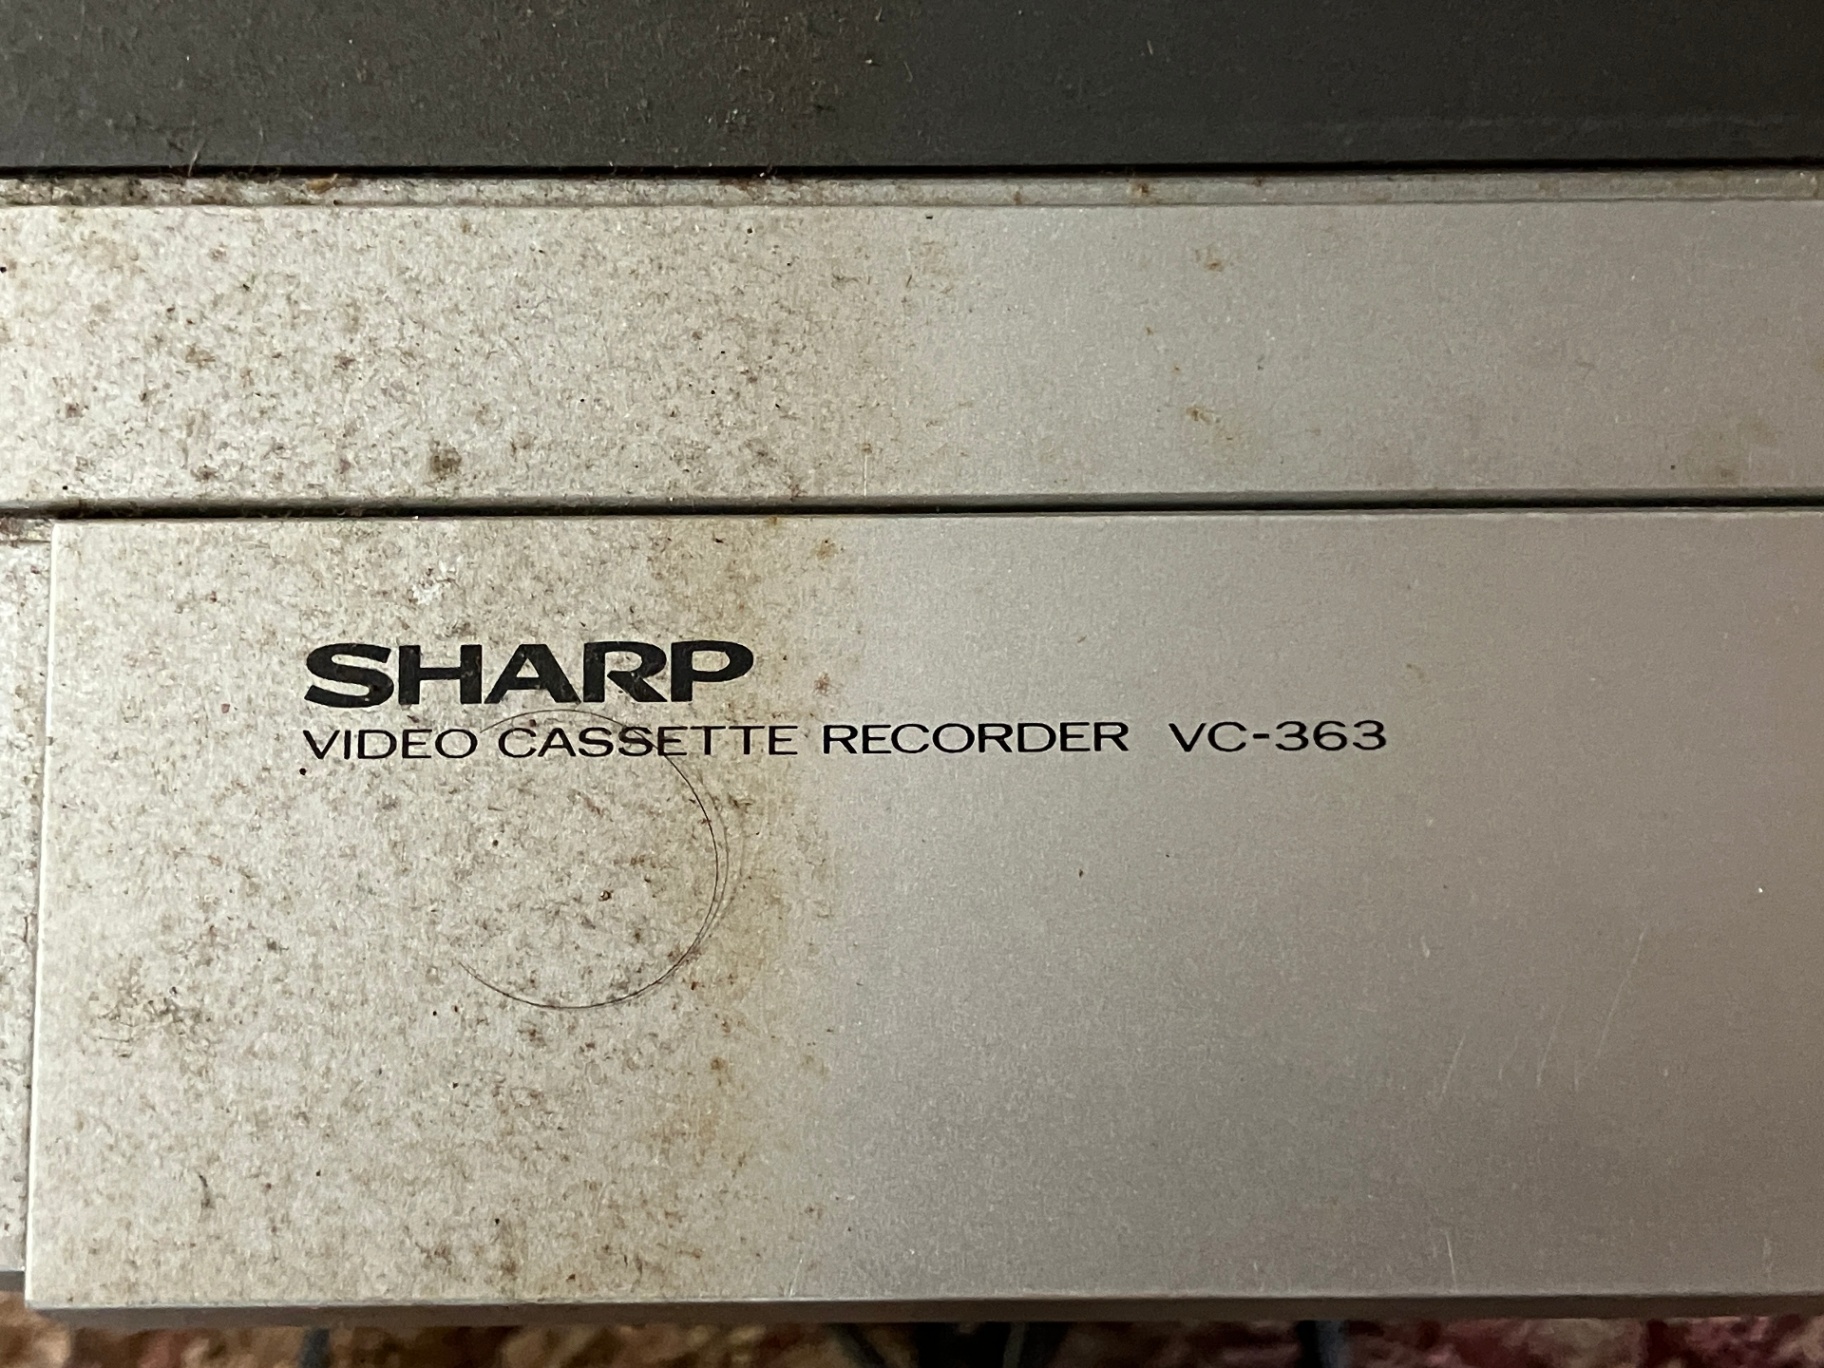 SHARP
VIDEO CASSETTE RECORDER VC-363